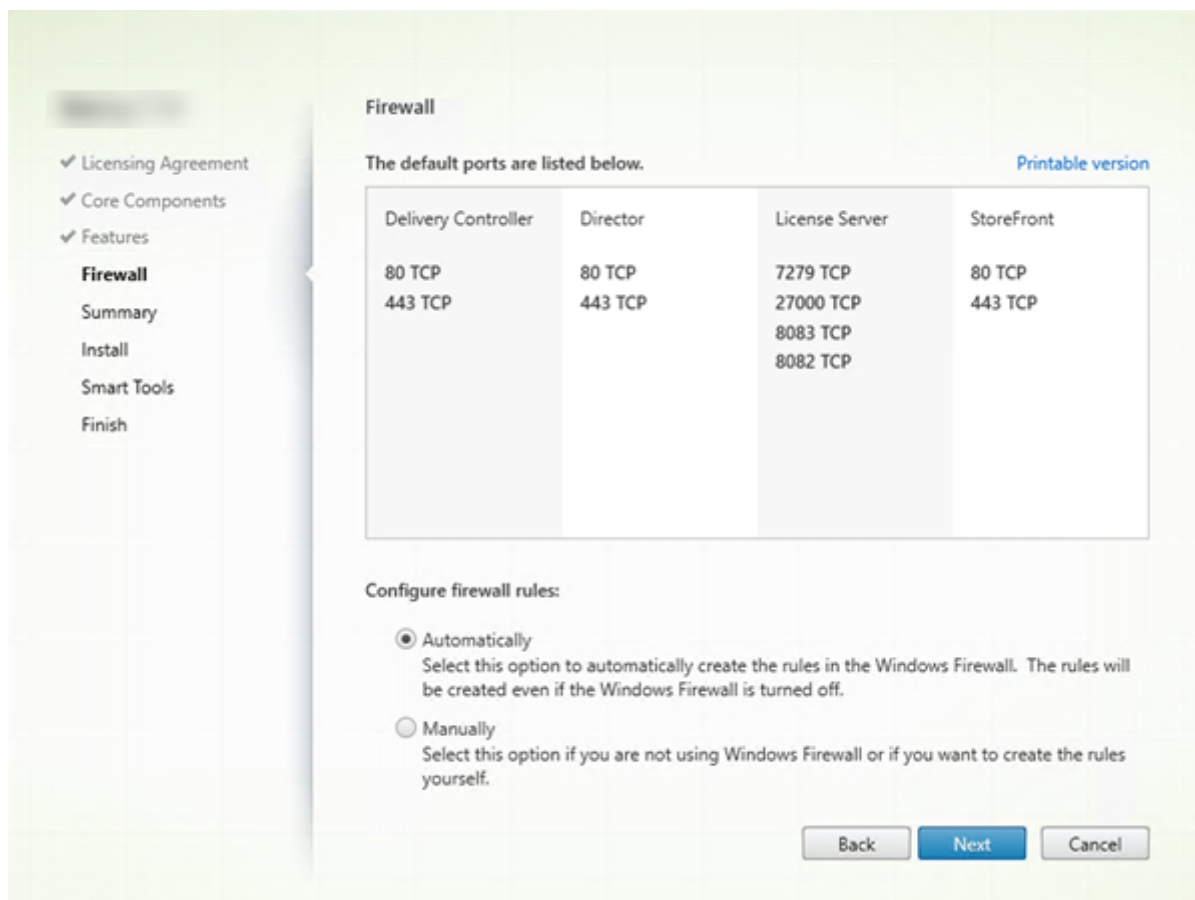 Firewall
Licensing Agreement
Core Components
Features
Firewall
Summary
Install
Smart Tools
Finish
The default ports are listed below.
Printable version
Delivery Controller
80 TCP
443 TCP
Director
80 TCP
443 TCP
License Server
7279 TCP
27000 TCP
8083 TCP
8082 TCP
StoreFront
80 TCP
443 TCP
Configure firewall rules:
Automatically
Select this option to automatically create the rules in the Windows Firewall. The rules will
be created even if the Windows Firewall is turned off.
Manually
Select this option if you are not using Windows Firewall or if you want to create the rules
yourself.
Back
Next
Cancel